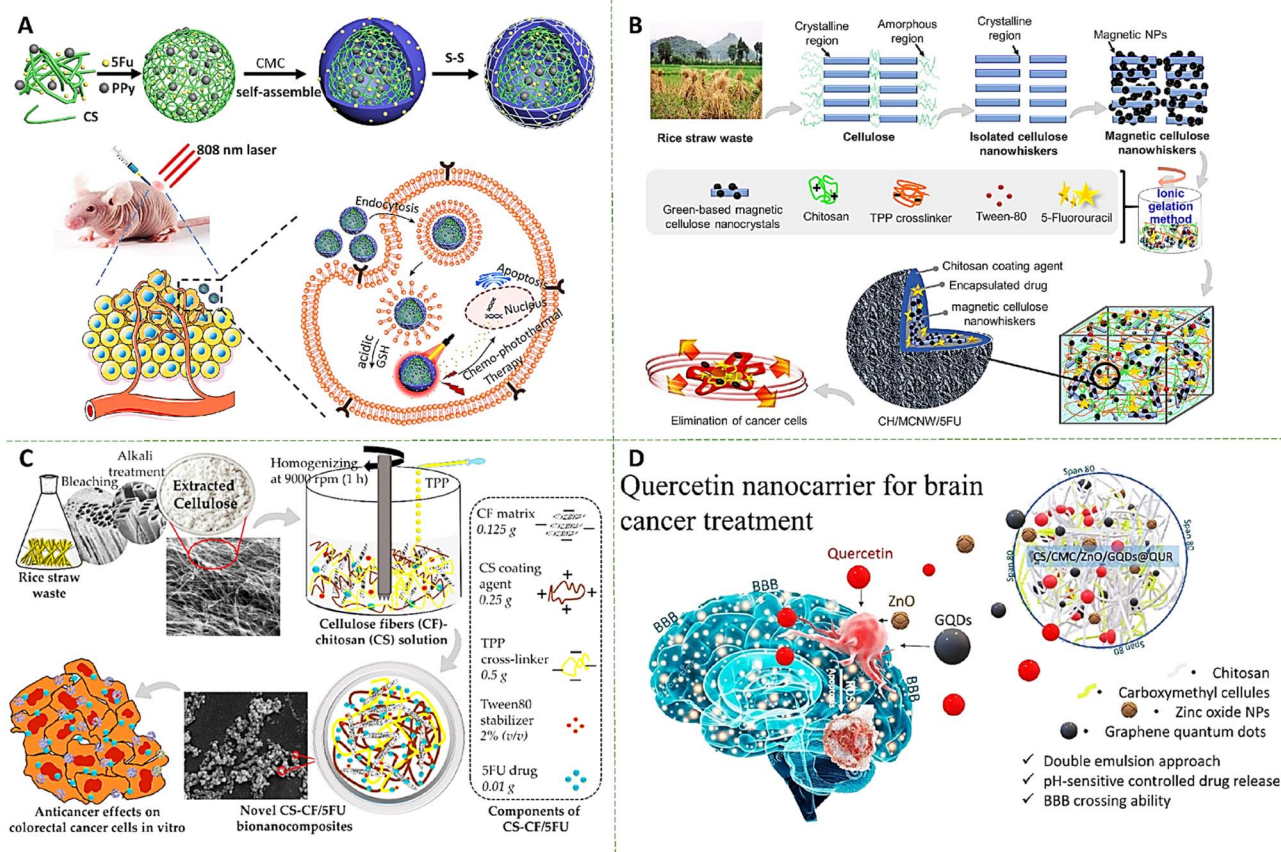 A
5Fu
PPy
CS
CMC
self-assemble
S-S
808 nm laser
Endocytosis
Apoptosis
Nucleus
acidic
GSH
Chemo-photothermal
Therapy
B
Crystalline
region
Amorphous
region
Crystalline
region
Magnetic NPs
Rice straw waste
Cellulose
Isolated cellulose
nanowhiskers
Magnetic cellulose
nanowhiskers
Green-based magnetic
cellulose nanocrystals
Chitosan
TPP crosslinker
Tween-80
5-Fluorouracil
Ionic
gelation
method
Chitosan coating agent
Encapsulated drug
magnetic cellulose
nanowhiskers
Elimination of cancer cells
CH/MCNW/5FU
C
Bleaching
Alkali
treatment
Extracted
Cellulose
Rice straw
waste
Homogenizing
at 9000 rpm (1 h)
TPP
Cellulose fibers (CF)-
chitosan (CS) solution
CF matrix
0.125 g
CS coating
agent
0.25 g
TPP
cross-linker
0.5 g
Tween80
stabilizer
2% (v/v)
5FU drug
0.01 g
Components of
CS-CF/5FU
Anticancer effects on
colorectal cancer cells in vitro
Novel CS-CF/5FU
bionanocomposites
D
Quercetin nanocarrier for brain
cancer treatment
Quercetin
ZnO
GQDs
BBB
BBB
BBB
BBB
ROS
Apoptosis
Span 80
Span 80
Span 80
Span 80
CS/CMC/ZnO/GQDs@QUR
• Chitosan
• Carboxymethyl cellules
• Zinc oxide NPs
• Graphene quantum dots
✓ Double emulsion approach
✓ pH-sensitive controlled drug release
✓ BBB crossing ability